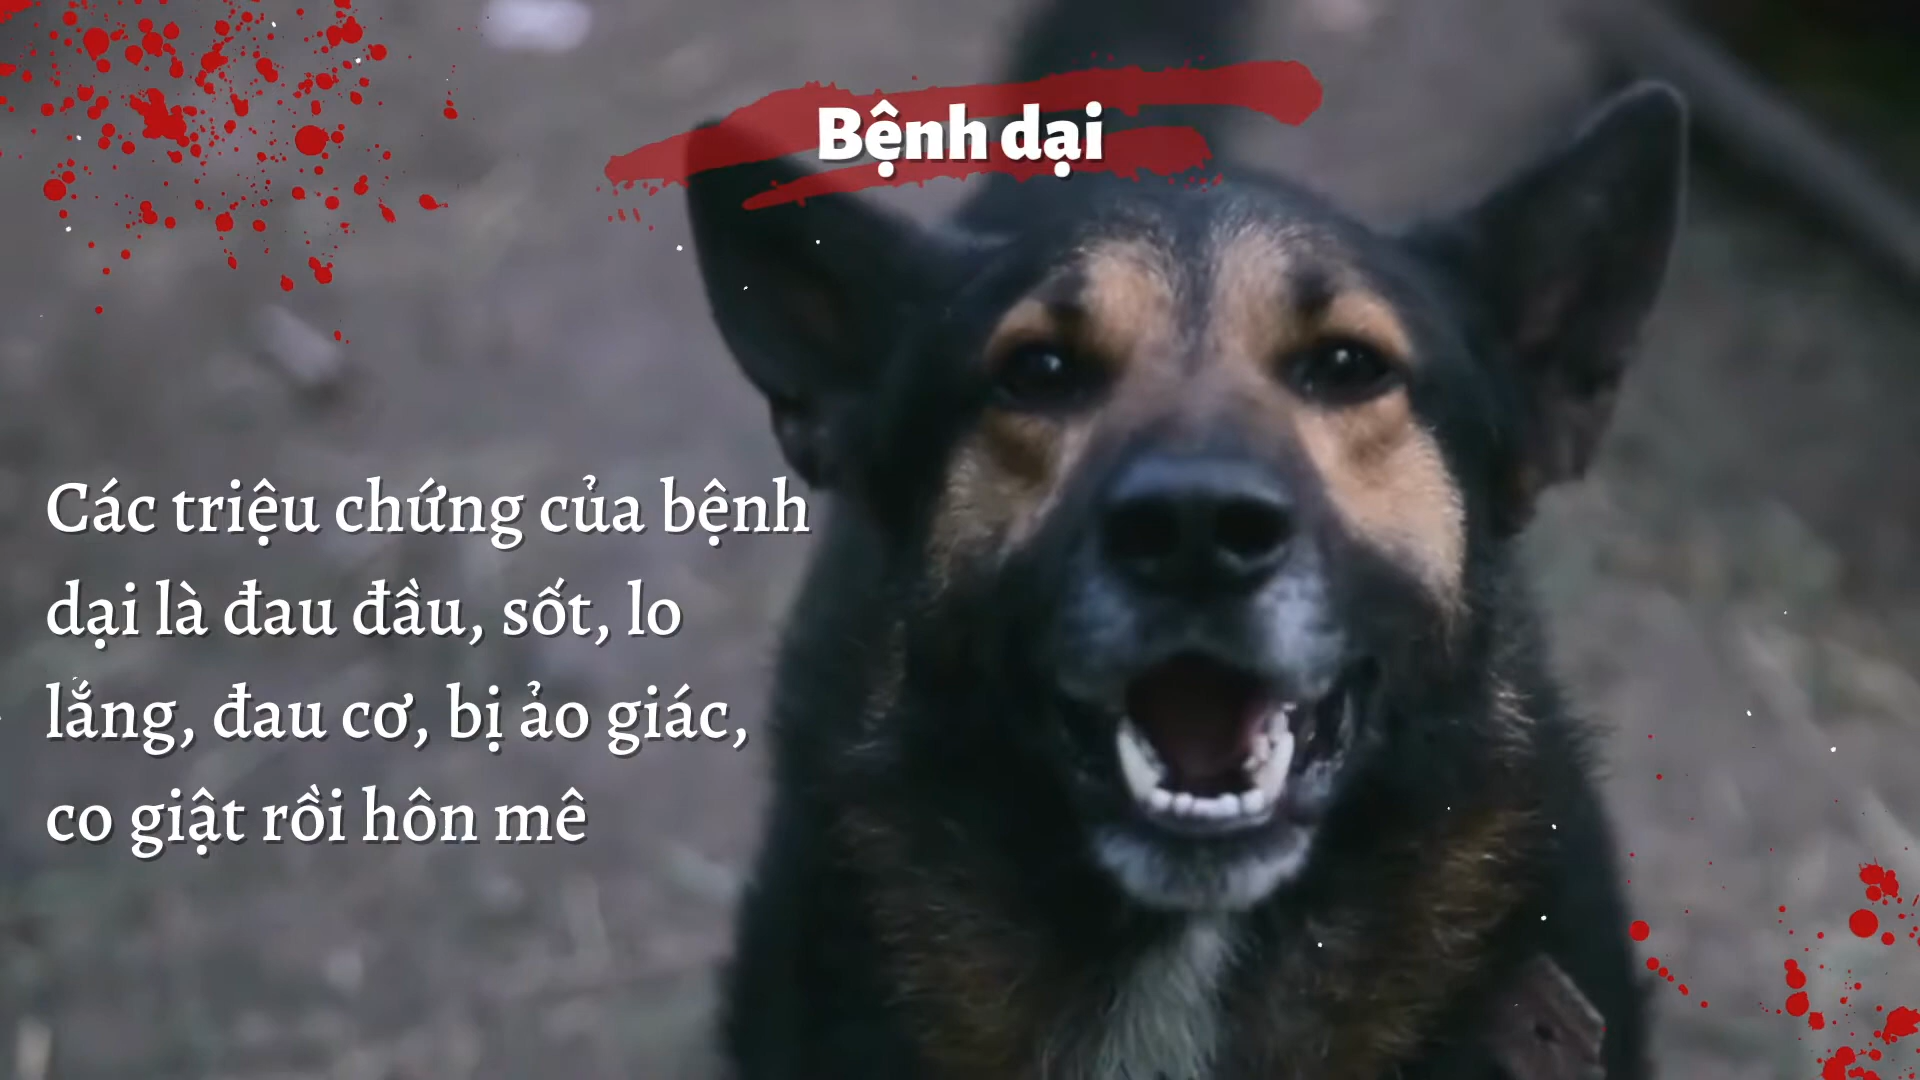 Bệnh dại
Các triệu chứng của bệnh
dại là đau đầu, sốt, lo
lắng, đau cơ, bị ảo giác,
co giật rồi hôn mê